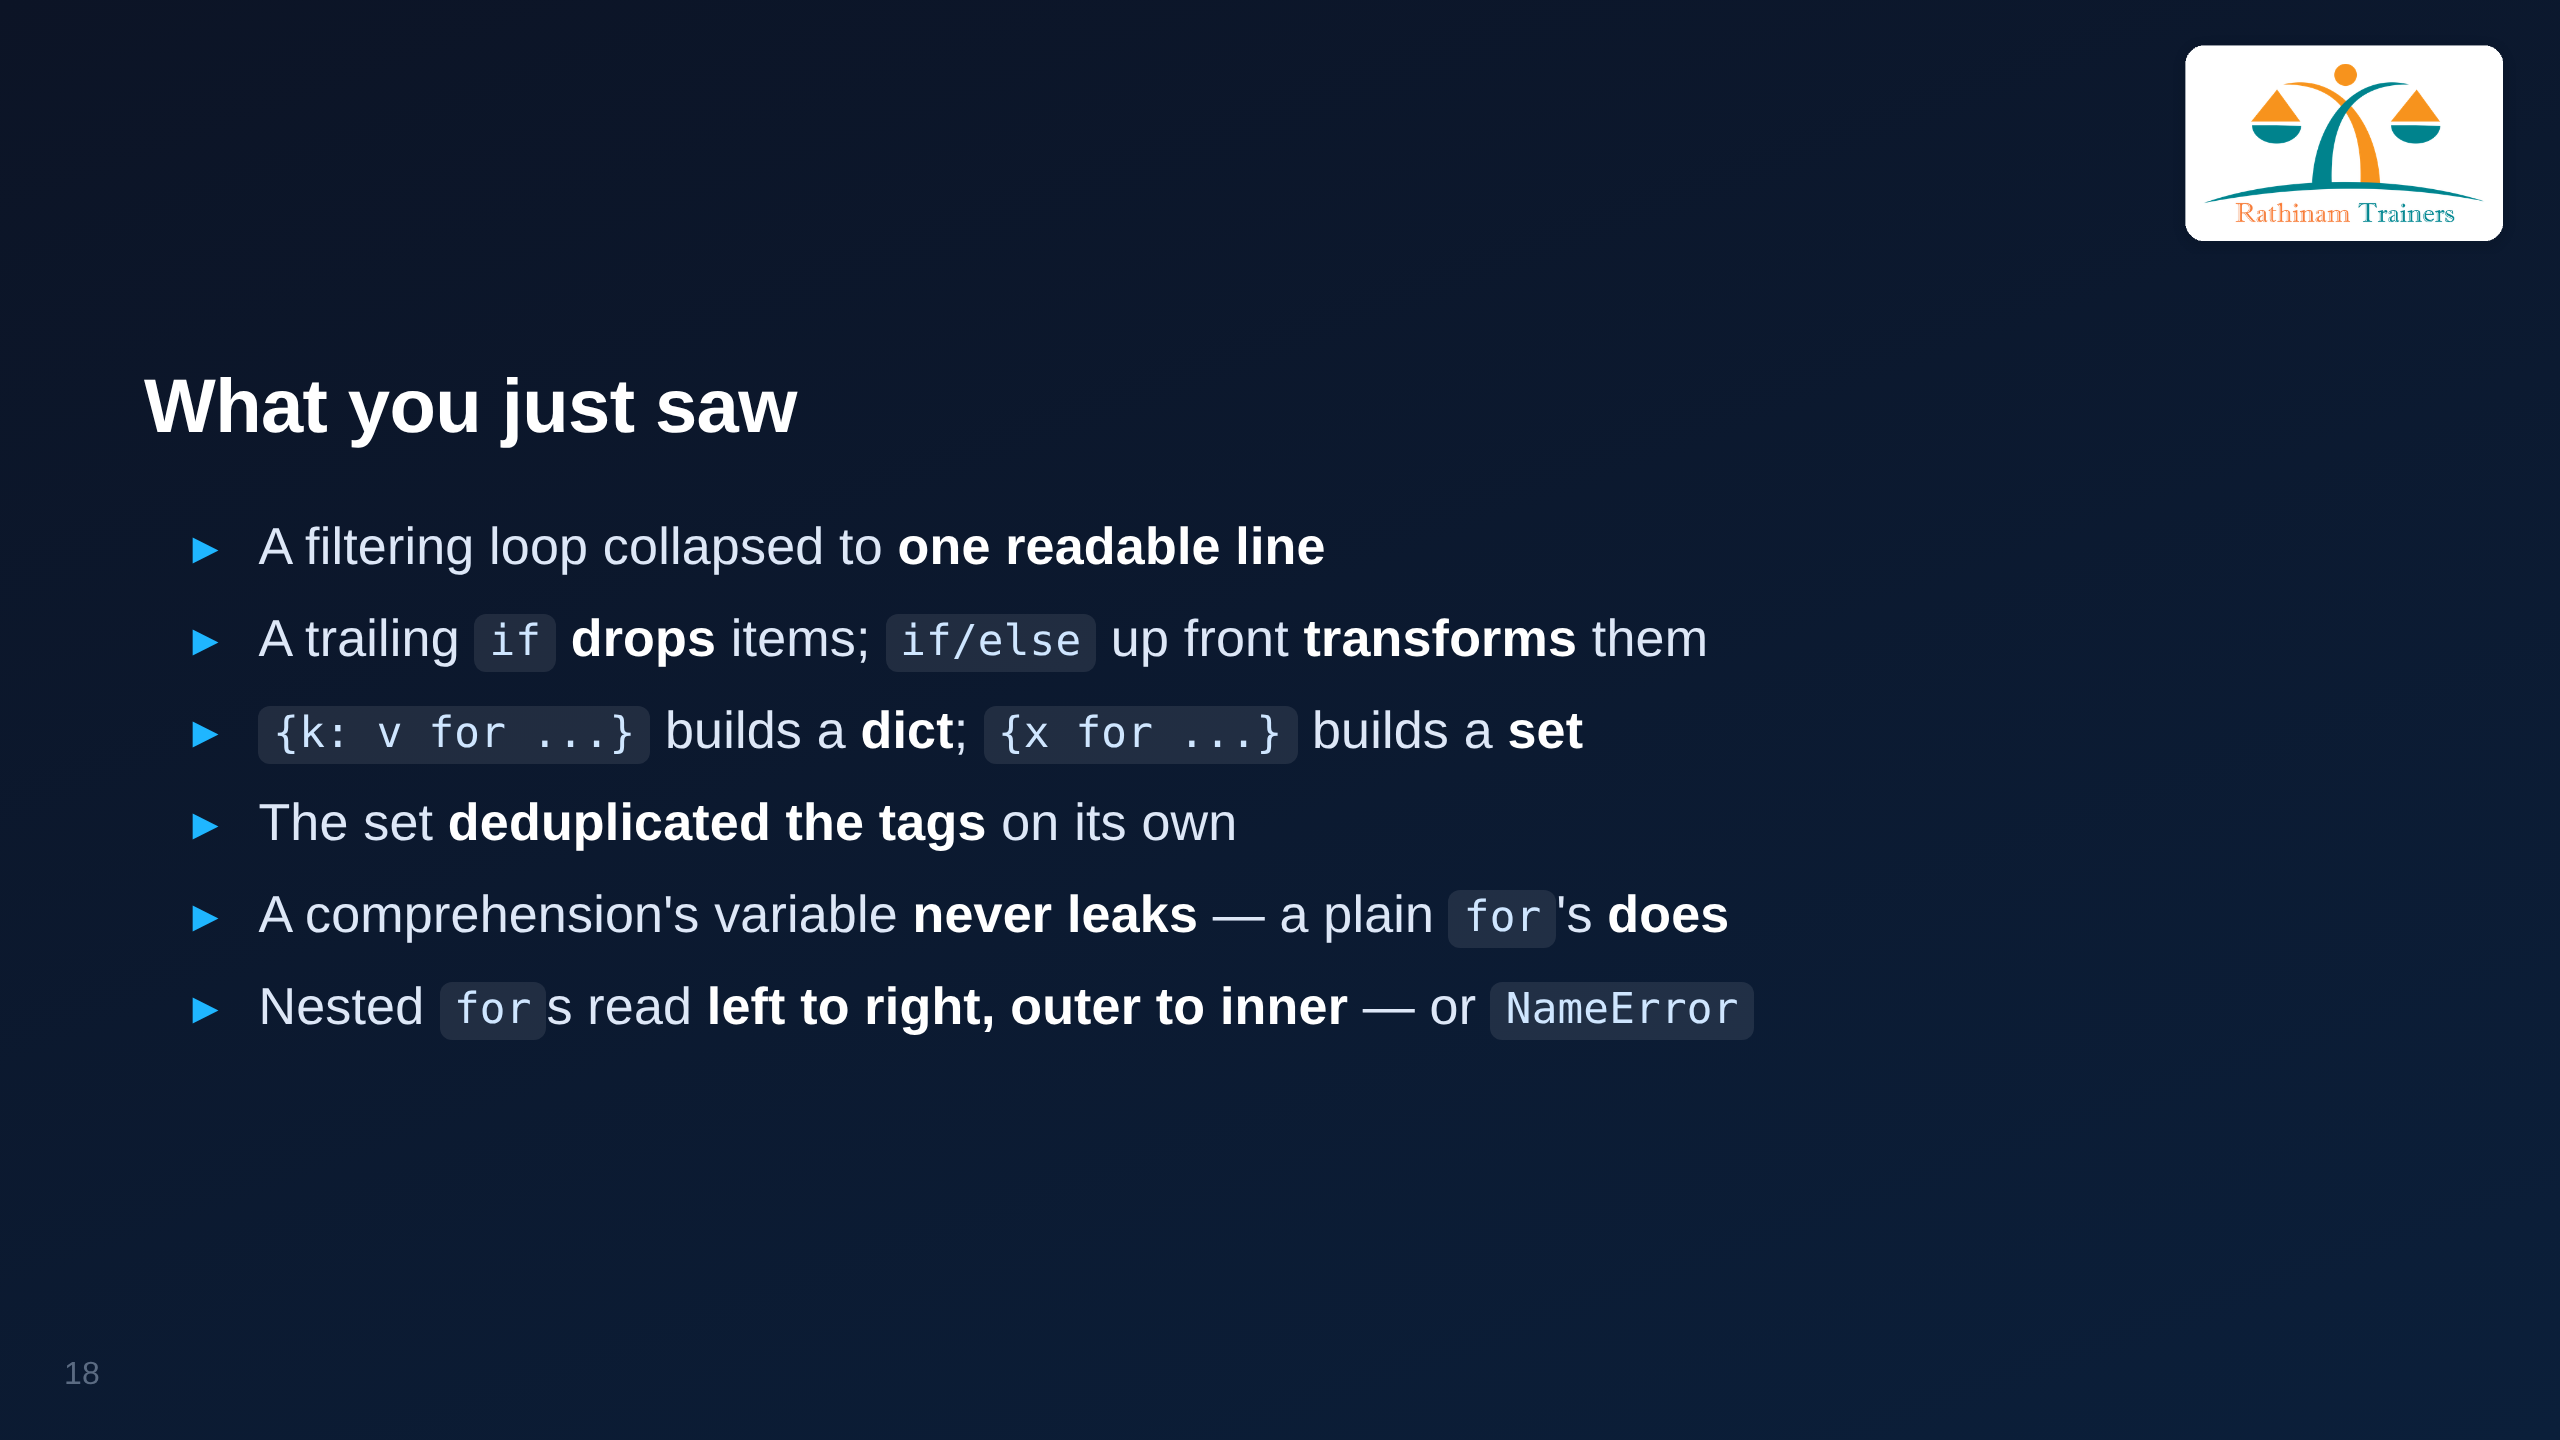 Rathinam Trainers
What you just saw
► A filtering loop collapsed to one readable line
► A trailing if drops items; if/else up front transforms them
► {k: v for ...} builds a dict; {x for ...} builds a set
► The set deduplicated the tags on its own
► A comprehension's variable never leaks — a plain for's does
► Nested fors read left to right, outer to inner — or NameError
18